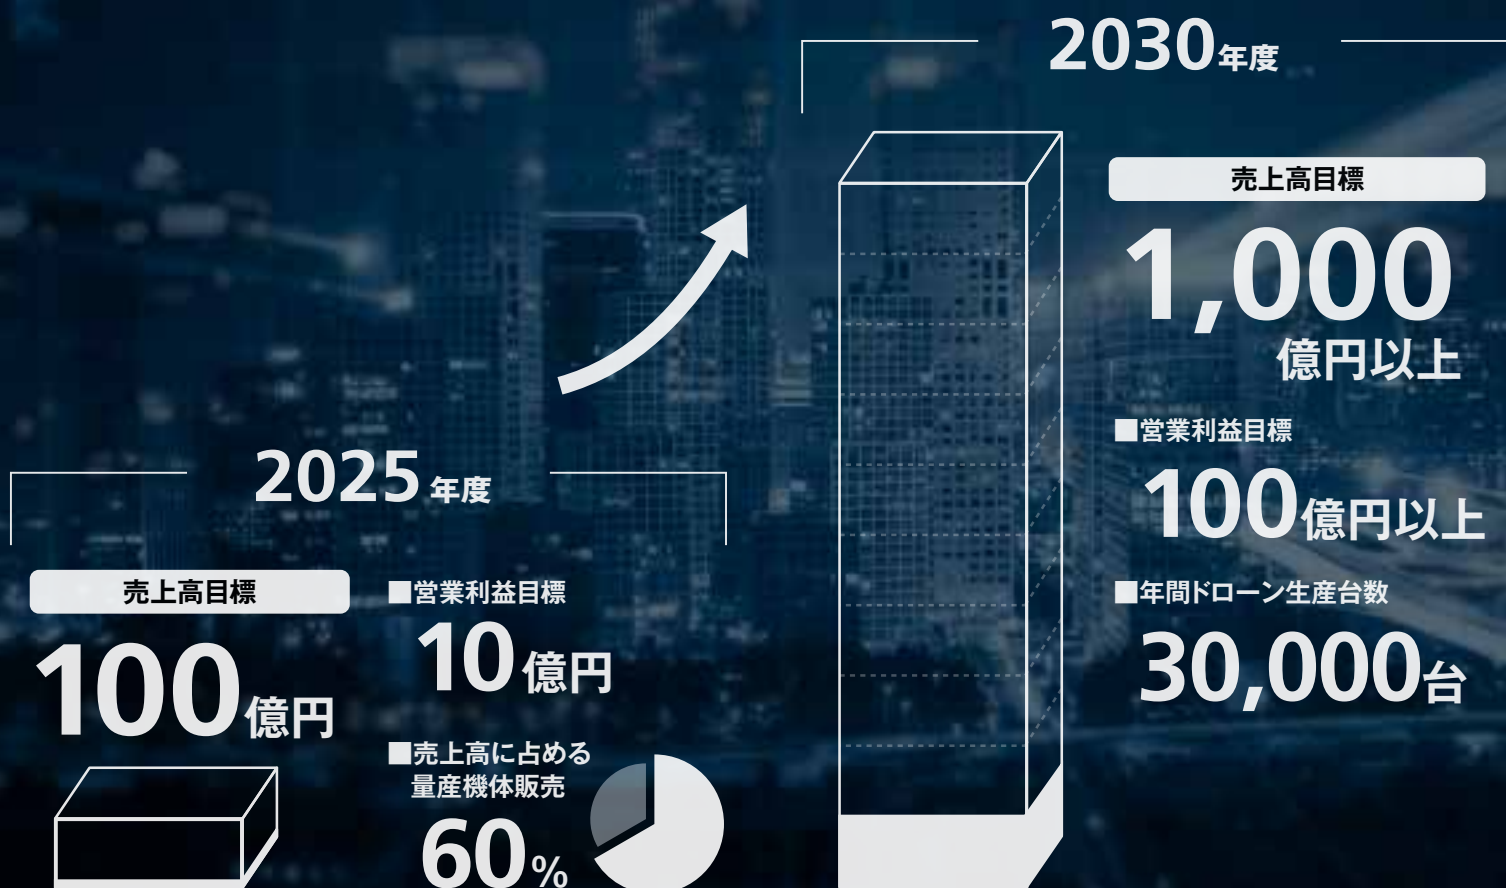 2030年度
売上高目標
1,000
億円以上
■営業利益目標
100億円以上
■年間ドローン生産台数
30,000台
2025年度
売上高目標
100億円
■営業利益目標
10億円
■売上高に占める
量産機体販売
60%